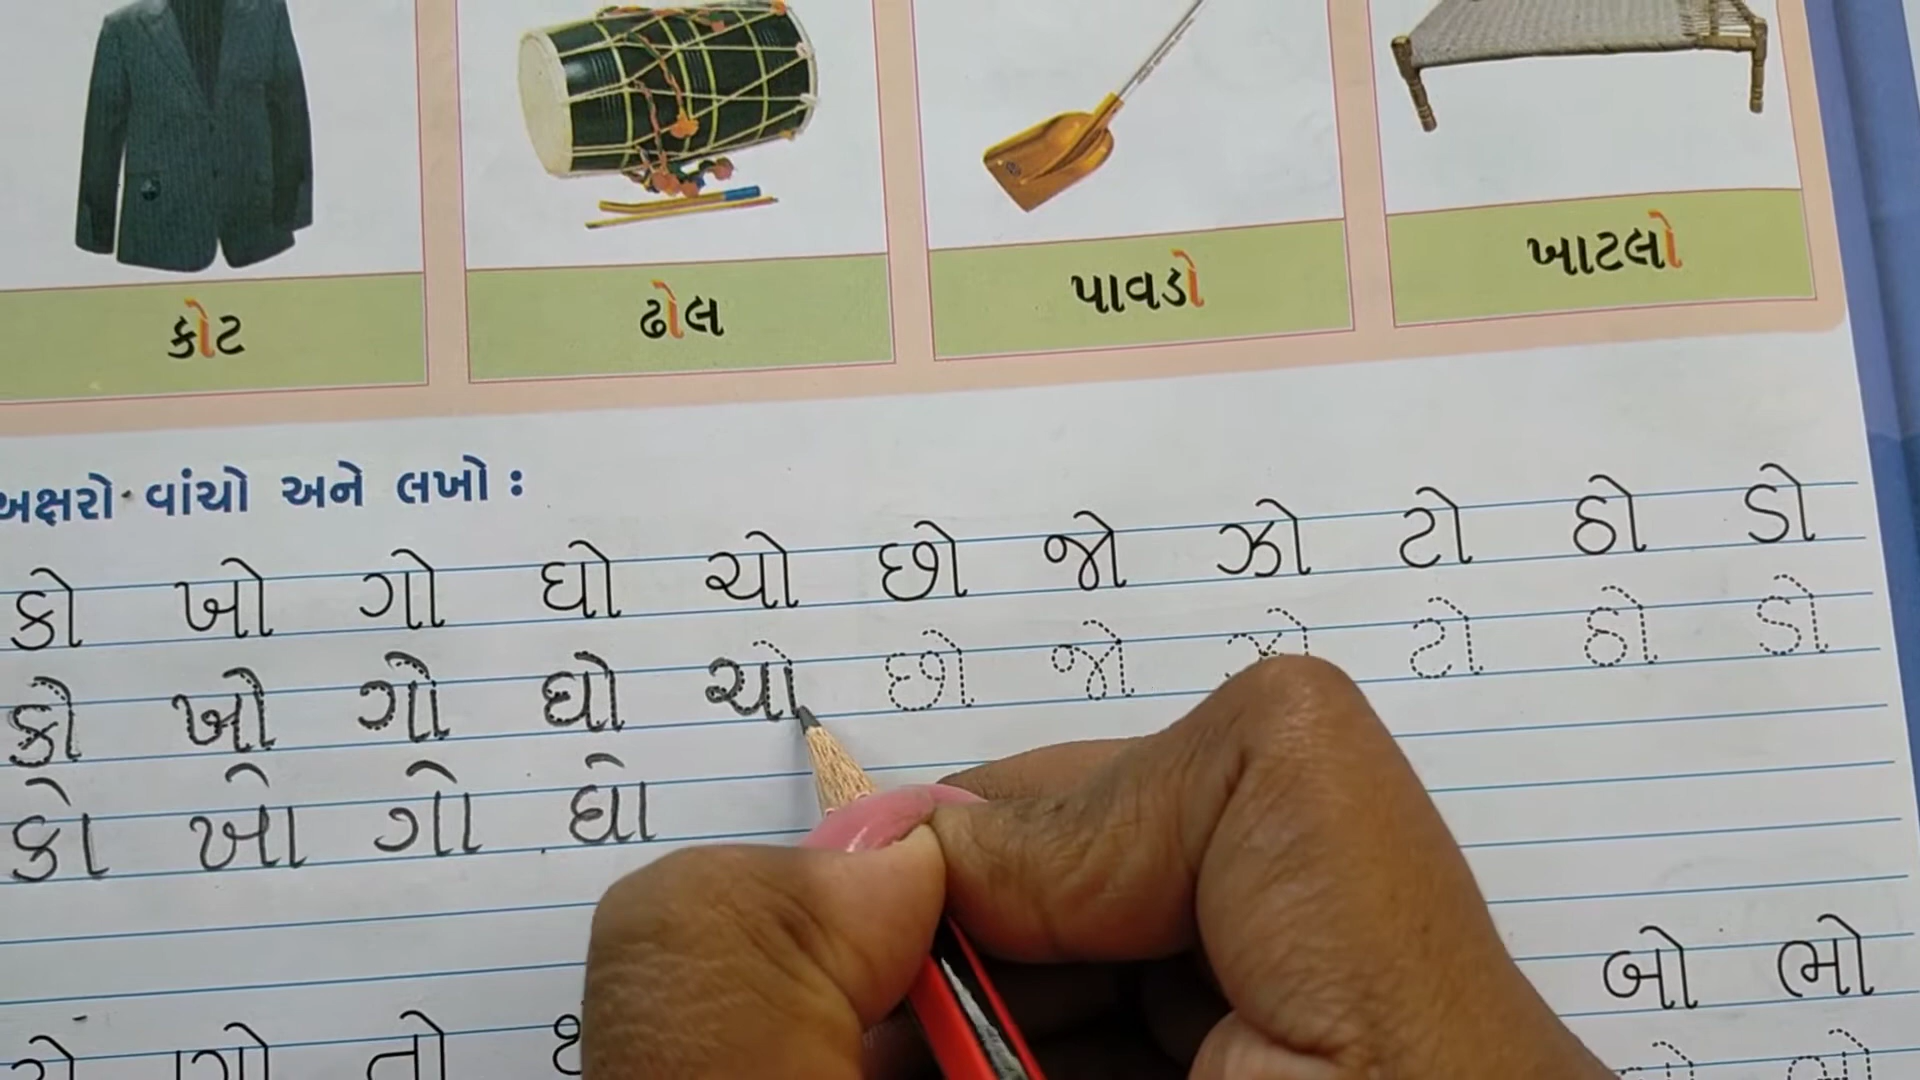 કોટ ઢોલ પાવડો ખાટલો
અક્ષરો વાંચો અને લખો :
કો ખો ગો ઘો ચો છો જો ઝો ટો ઠો ડો
કો ખો ગો ઘો ચો છો જો ઝો ટો ઠો ડો
કો ખો ગો ઘો
બો ભો
ણો તો